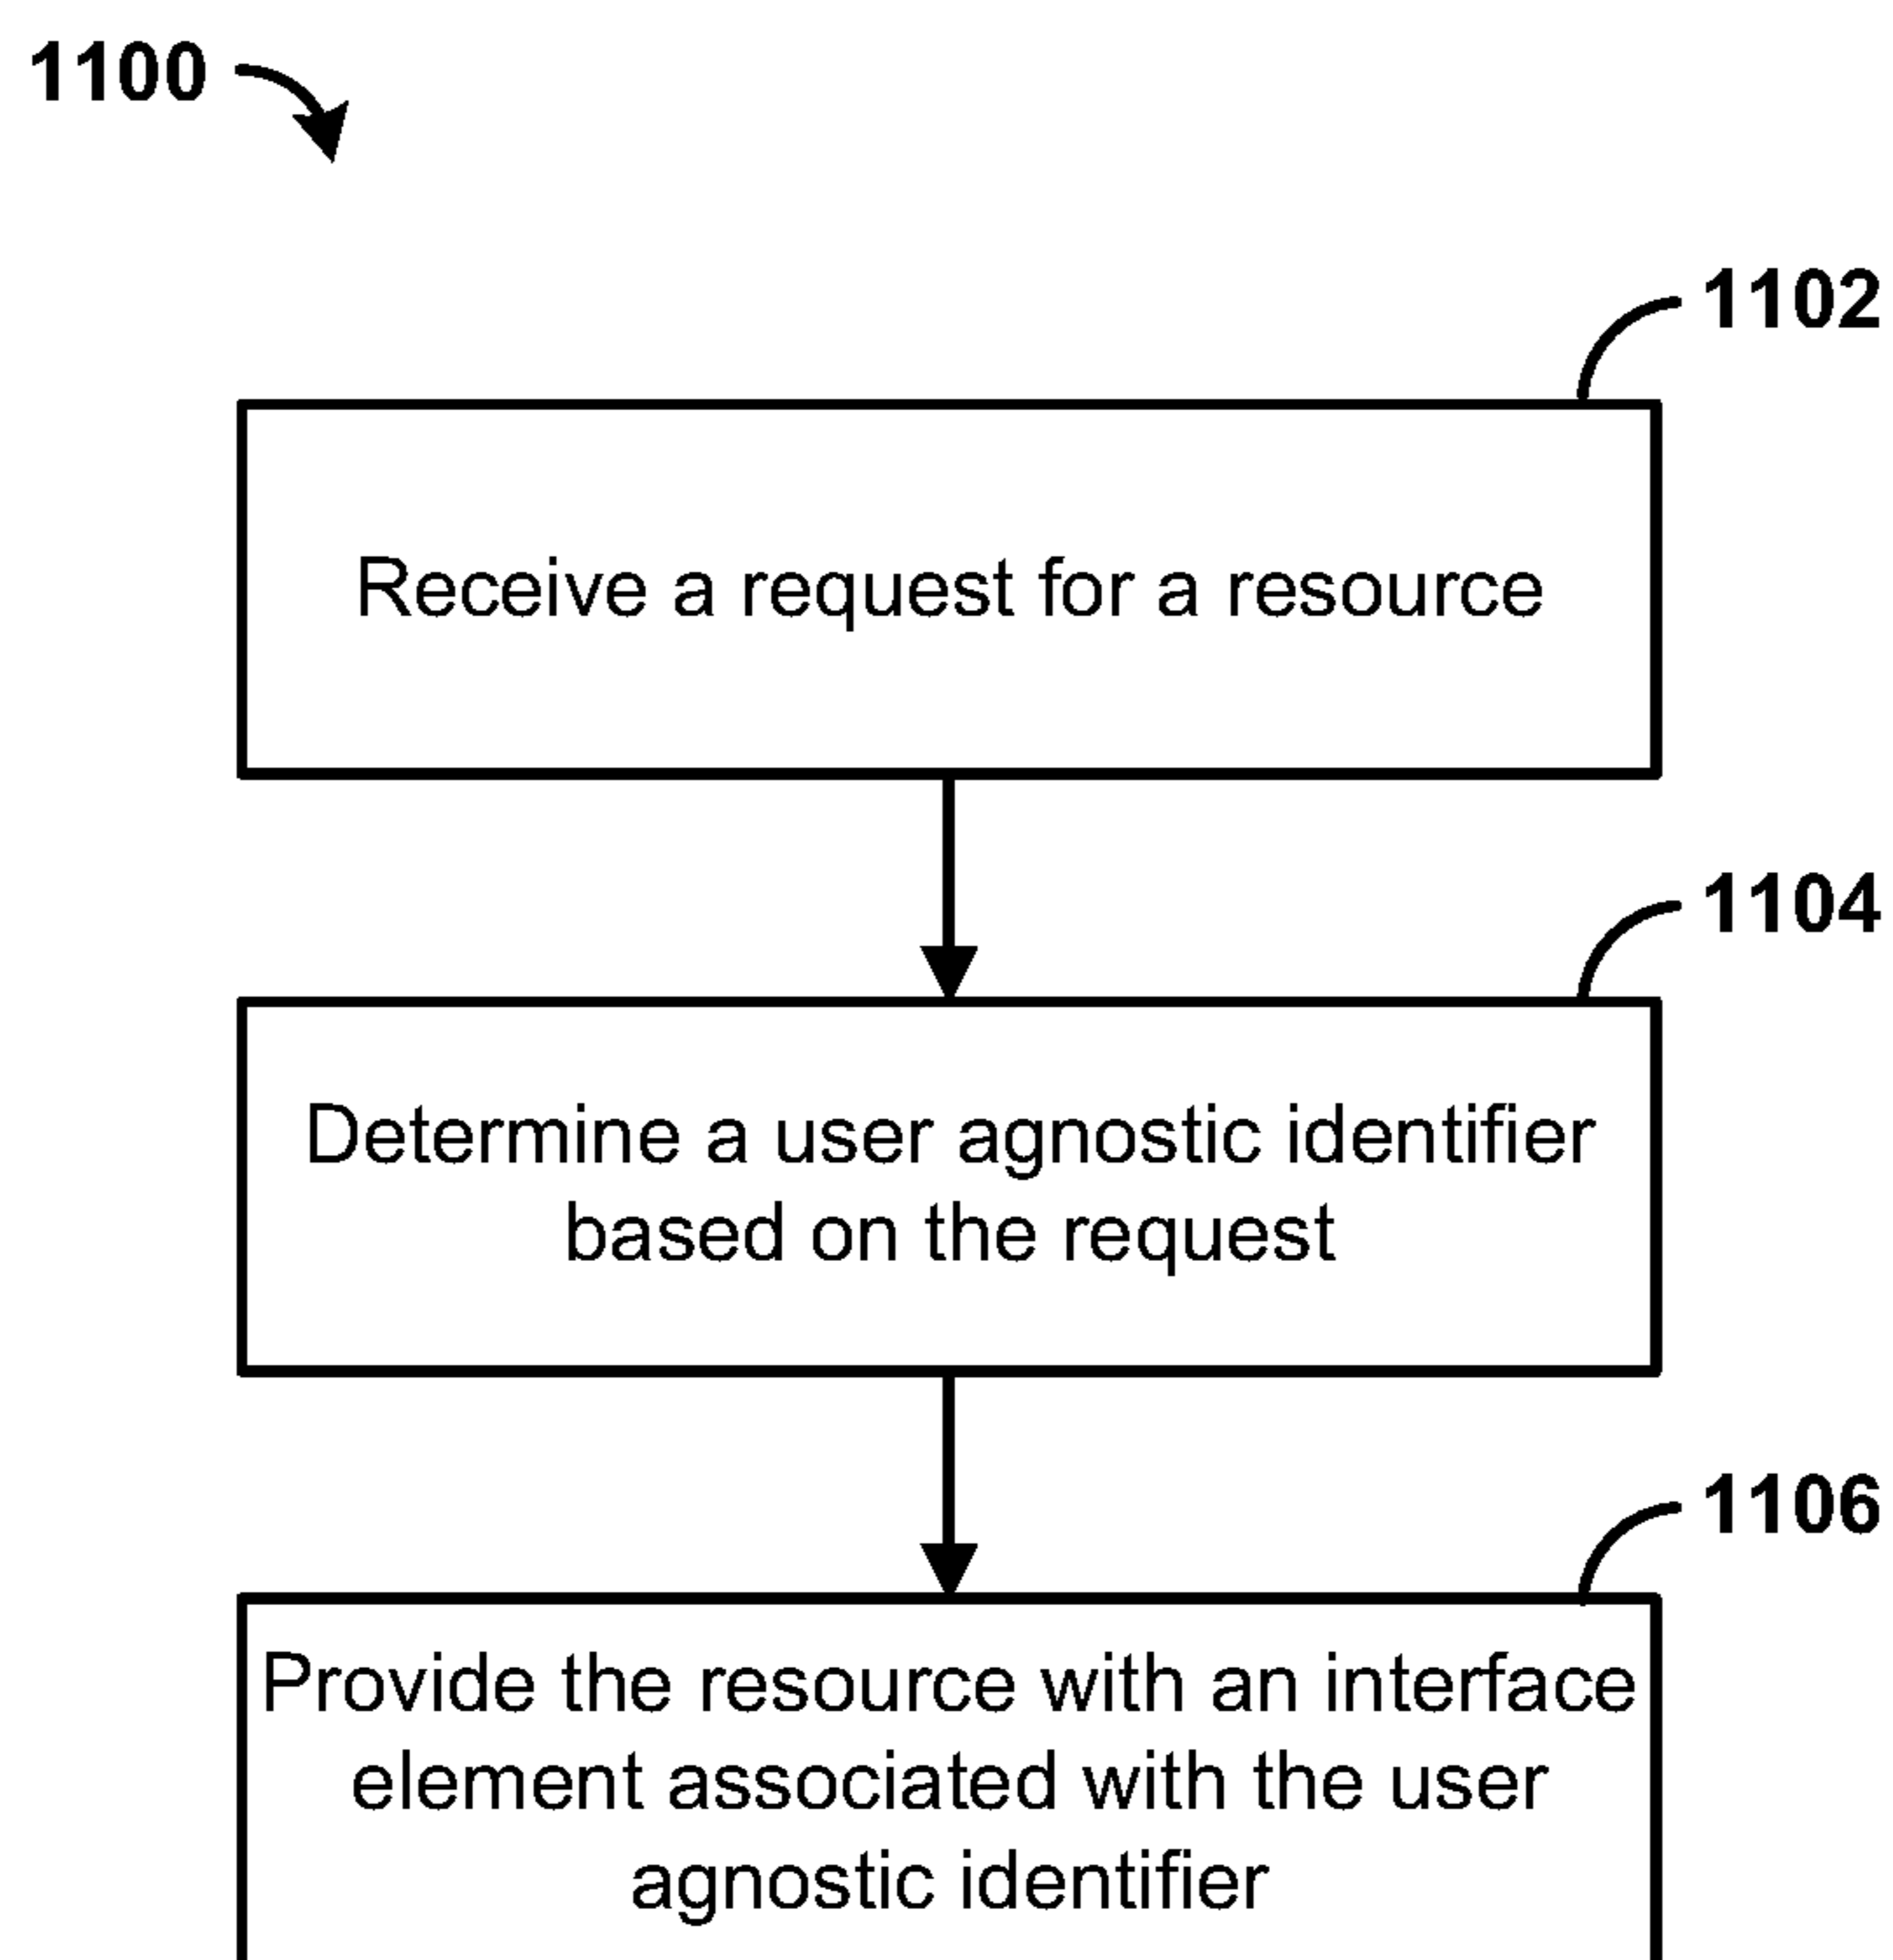 1100
1102
Receive a request for a resource
1104
Determine a user agnostic identifier
based on the request
1106
Provide the resource with an interface
element associated with the user
agnostic identifier